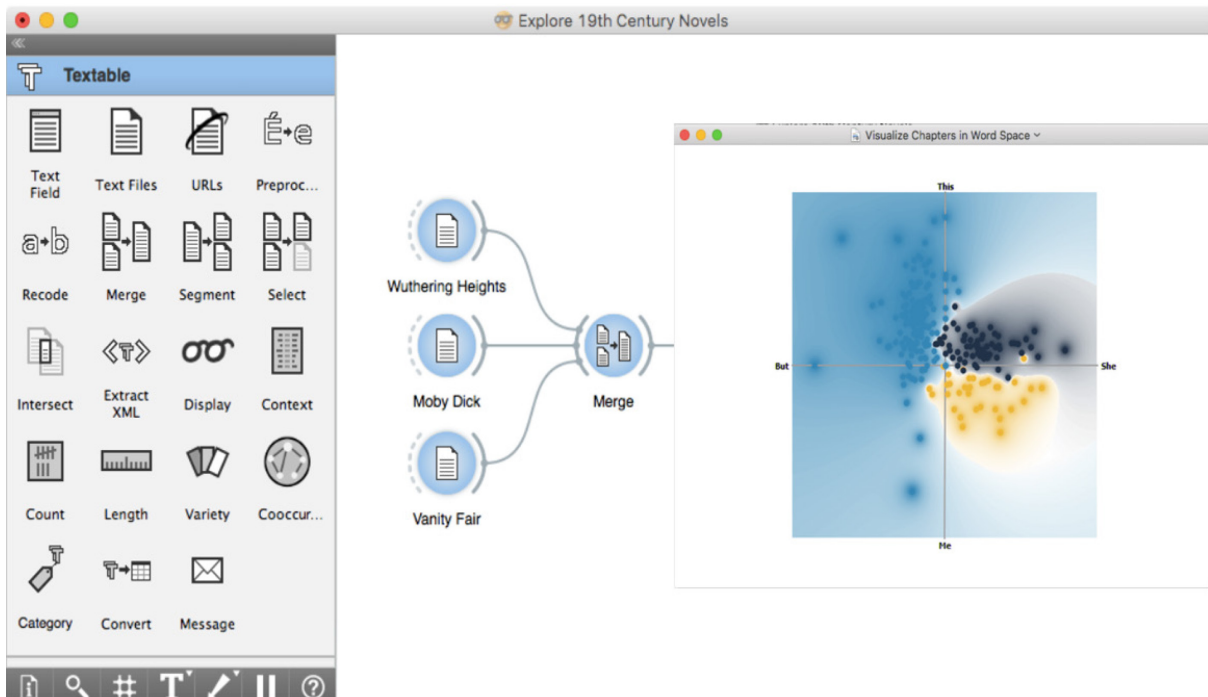 Explore 19th Century Novels
Textable
Text
Field
Text Files
URLs
É
e
Preproc...
a
b
Recode
Merge
Segment
Select
Intersect
Extract
XML
Display
Context
Count
Length
Variety
Cooccur...
Category
Convert
Message
Wuthering Heights
Moby Dick
Vanity Fair
Merge
Visualize Chapters in Word Space
This
But
She
Me